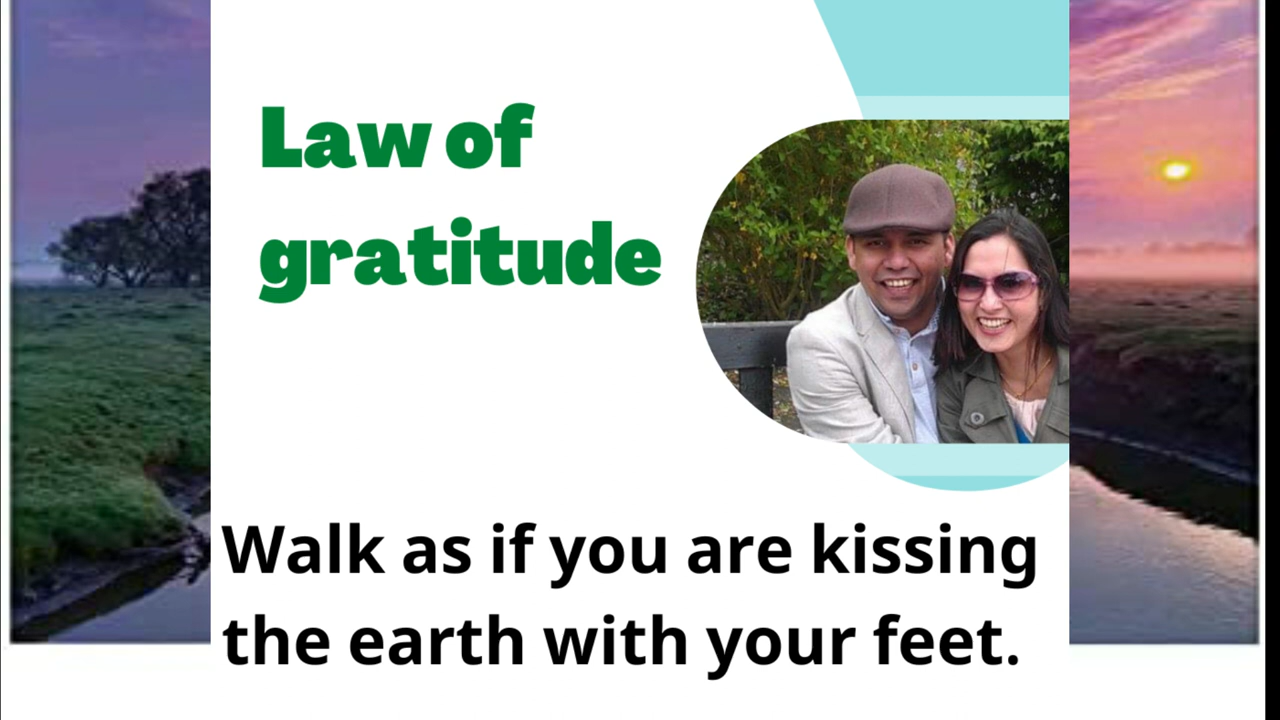 Law of
gratitude
Walk as if you are kissing
the earth with your feet.